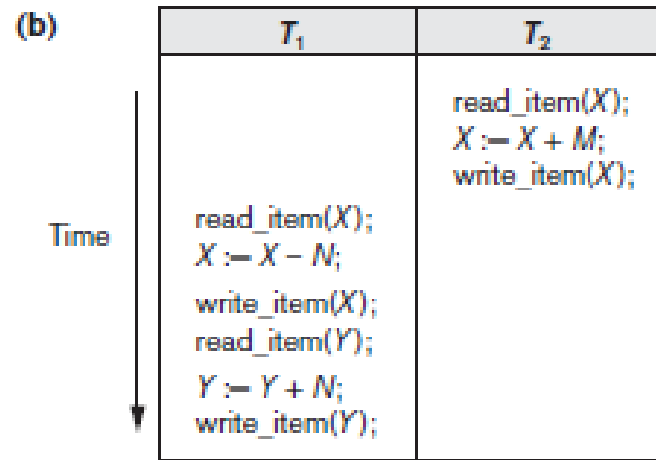 (b)
T₁ T₂
read_item(X);
X := X + M;
write_item(X);
Time
read_item(X);
X := X – N;
write_item(X);
read_item(Y);
Y := Y + N;
write_item(Y);